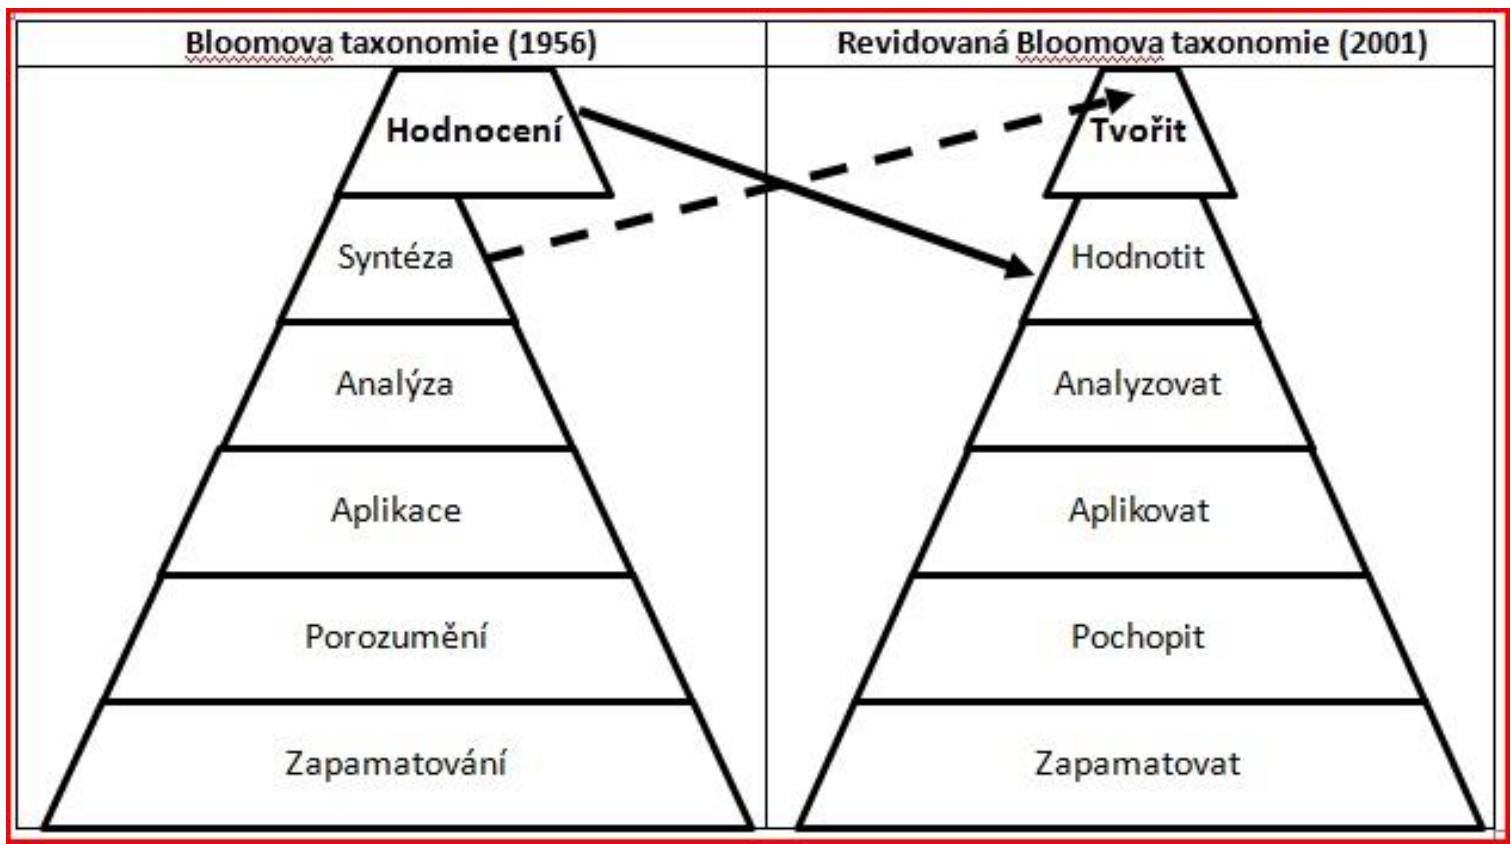 Bloomova taxonomie (1956)
Revidovaná Bloomova taxonomie (2001)
Hodnocení
Syntéza
Analýza
Aplikace
Porozumění
Zapamatování
Tvořit
Hodnotit
Analyzovat
Aplikovat
Pochopit
Zapamatovat